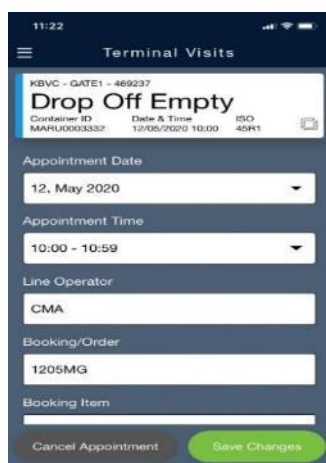 11:22
Terminal Visits
KBVC - GATE1 - 469237
Drop Off Empty
Container ID Date & Time ISO
MARU0003332 12/05/2020 10:00 45R1
Appointment Date
12, May 2020
Appointment Time
10:00 - 10:59
Line Operator
CMA
Booking/Order
1205MG
Booking Item
Cancel Appointment Save Changes